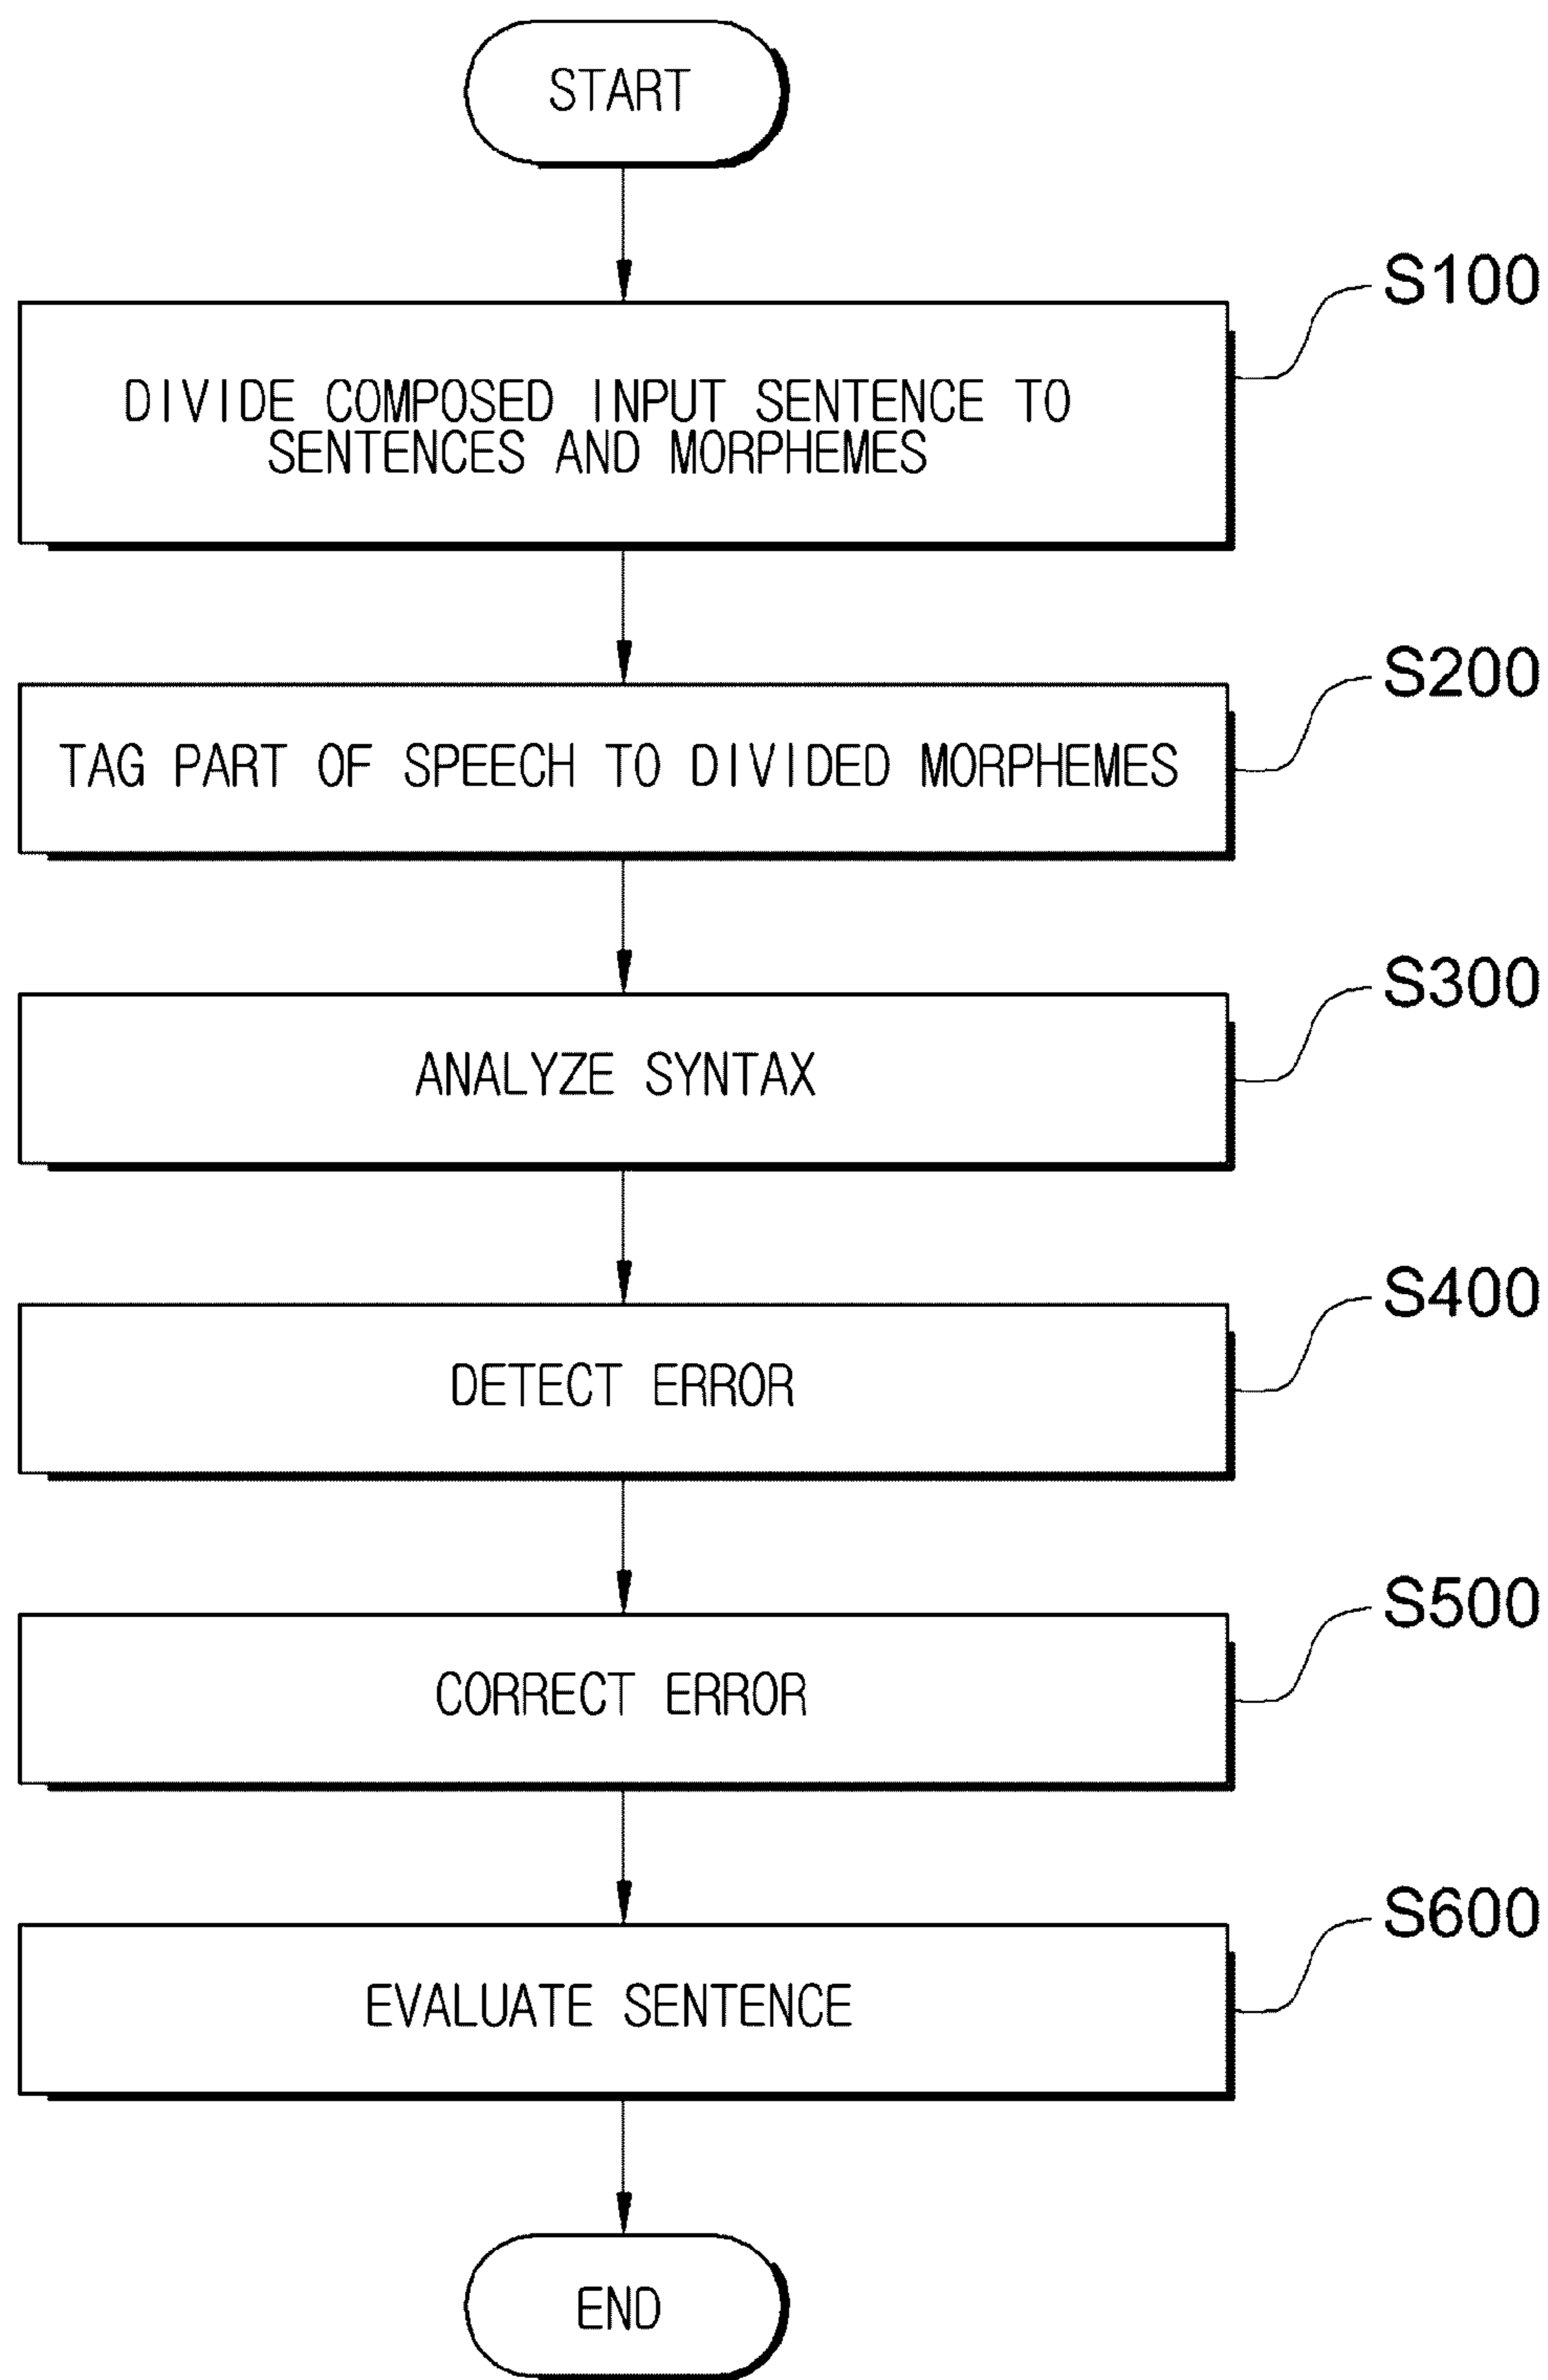 START
S100
DIVIDE COMPOSED INPUT SENTENCE TO
SENTENCES AND MORPHEMES
S200
TAG PART OF SPEECH TO DIVIDED MORPHEMES
S300
ANALYZE SYNTAX
S400
DETECT ERROR
S500
CORRECT ERROR
S600
EVALUATE SENTENCE
END